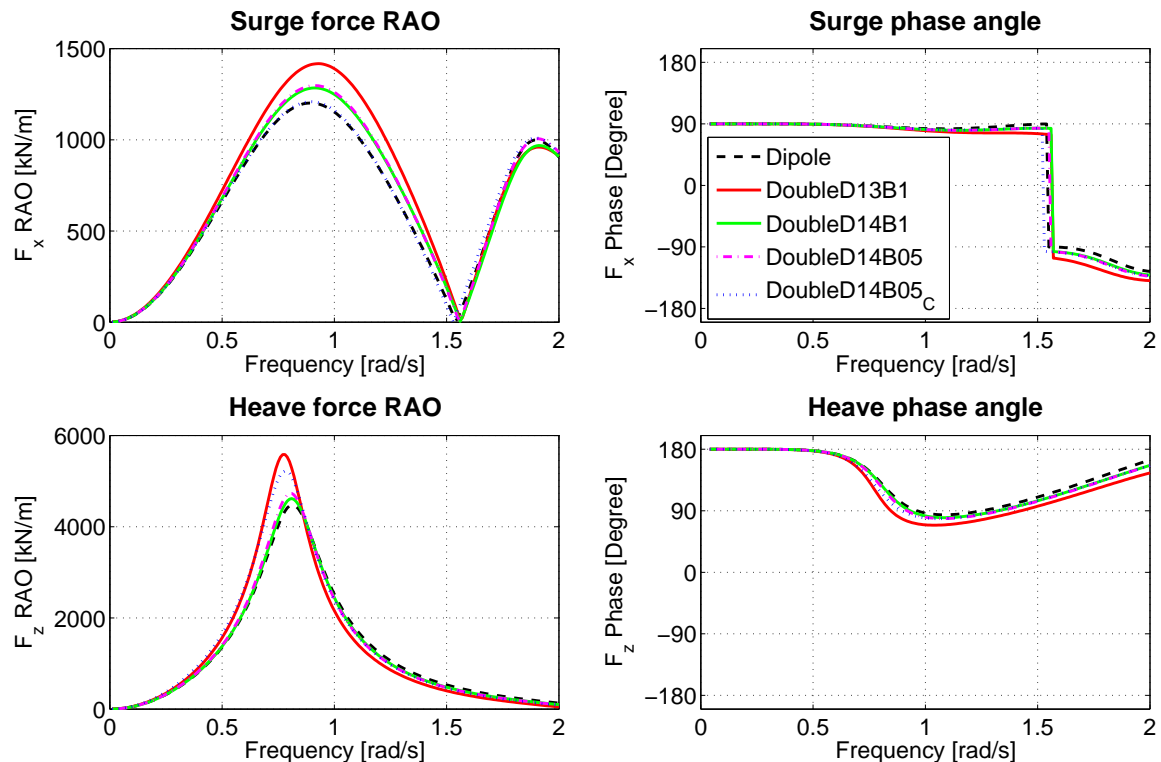 Surge force RAO
1500
1000
500
0
F_x RAO [kN/m]
0 0.5 1 1.5 2
Frequency [rad/s]
Surge phase angle
180
90
0
−90
−180
F_x Phase [Degree]
Dipole
DoubleD13B1
DoubleD14B1
DoubleD14B05
DoubleD14B05_C
0 0.5 1 1.5 2
Frequency [rad/s]
Heave force RAO
6000
4000
2000
0
F_z RAO [kN/m]
0 0.5 1 1.5 2
Frequency [rad/s]
Heave phase angle
180
90
0
−90
−180
F_z Phase [Degree]
0 0.5 1 1.5 2
Frequency [rad/s]